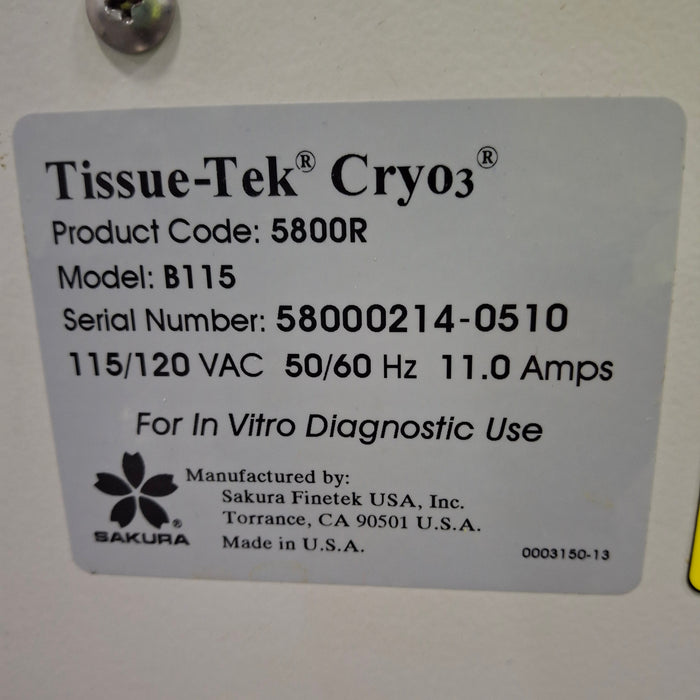 Tissue-Tek® Cryo3®
Product Code: 5800R
Model: B115
Serial Number: 58000214-0510
115/120 VAC 50/60 Hz 11.0 Amps
For In Vitro Diagnostic Use
Manufactured by:
Sakura Finetek USA, Inc.
Torrance, CA 90501 U.S.A.
Made in U.S.A.
SAKURA®
0003150-13